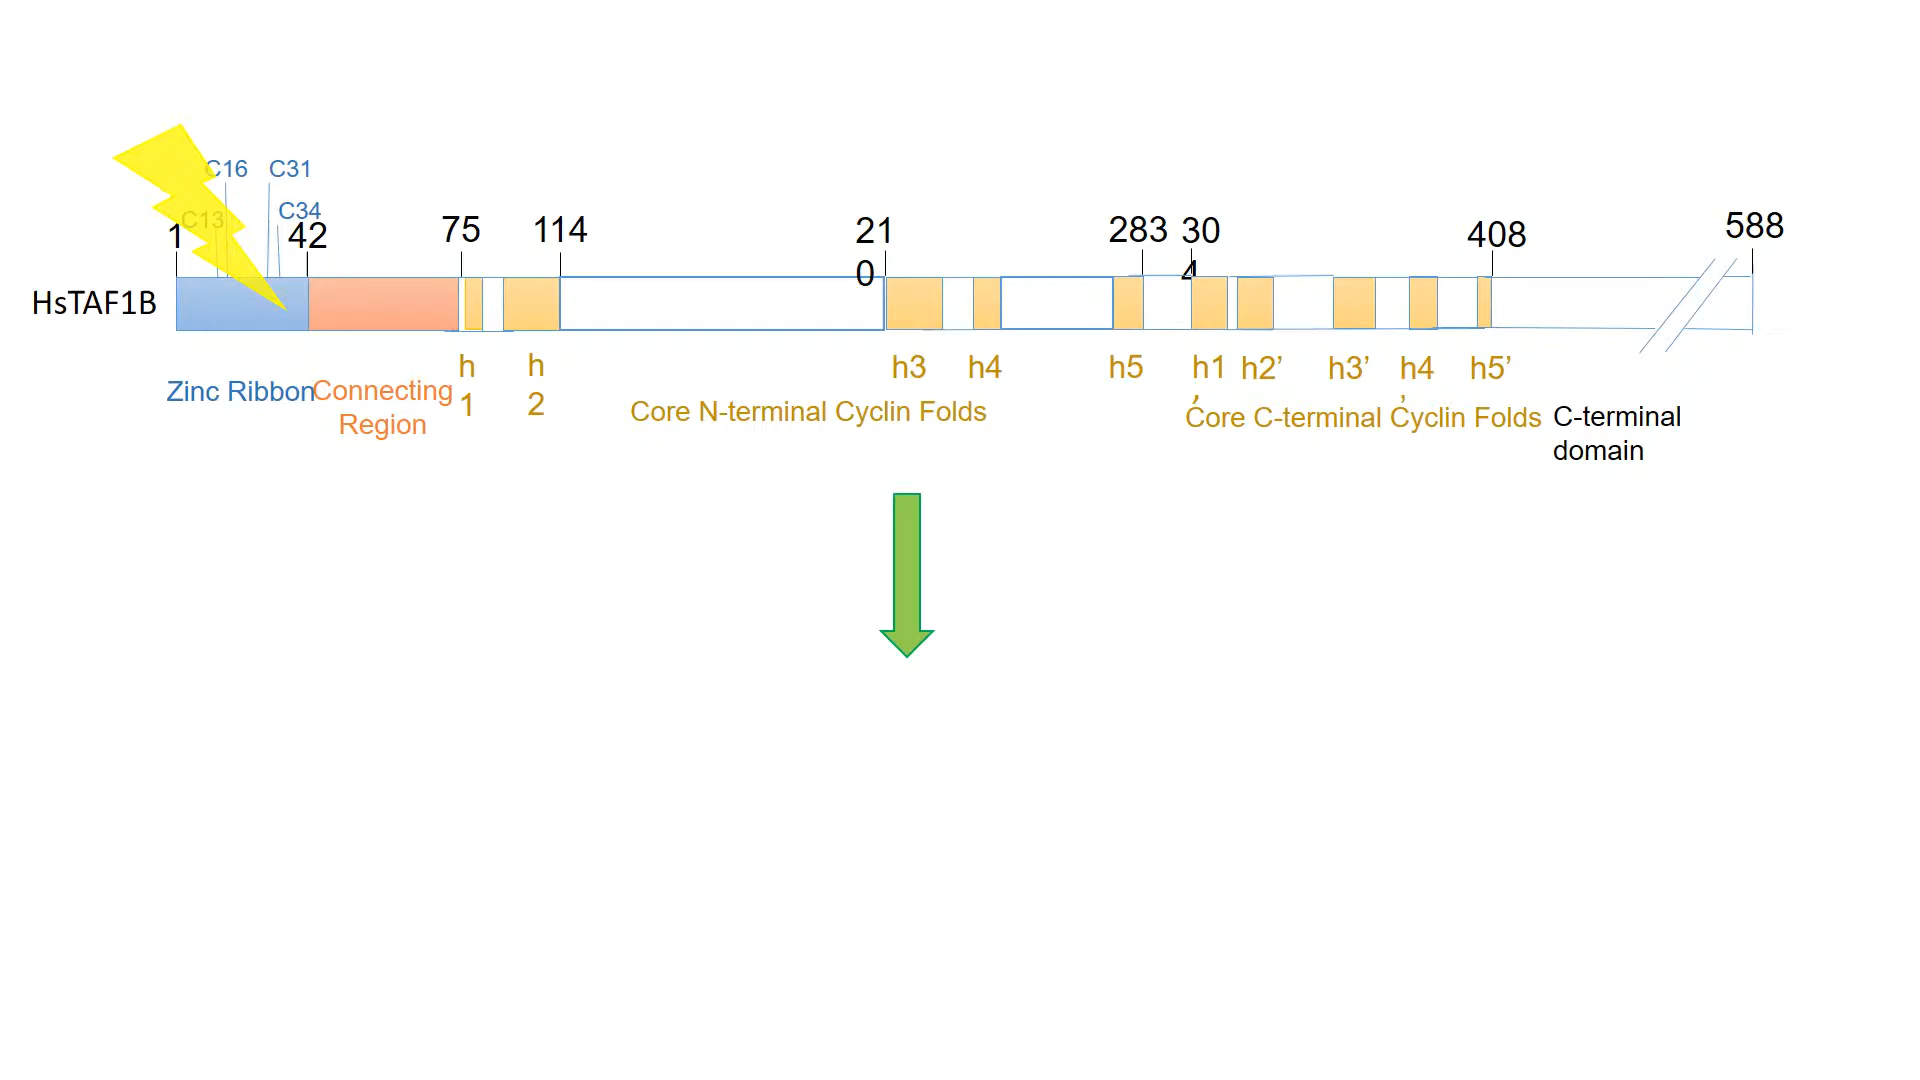 C16 C31
C13 C34
1 42 75 114 21 283 30 408 588
0 4
HsTAF1B
h h h3 h4 h5 h1 h2’ h3’ h4 h5’
1 2 ’ ’
Zinc Ribbon Connecting Core N-terminal Cyclin Folds Core C-terminal Cyclin Folds C-terminal
Region domain